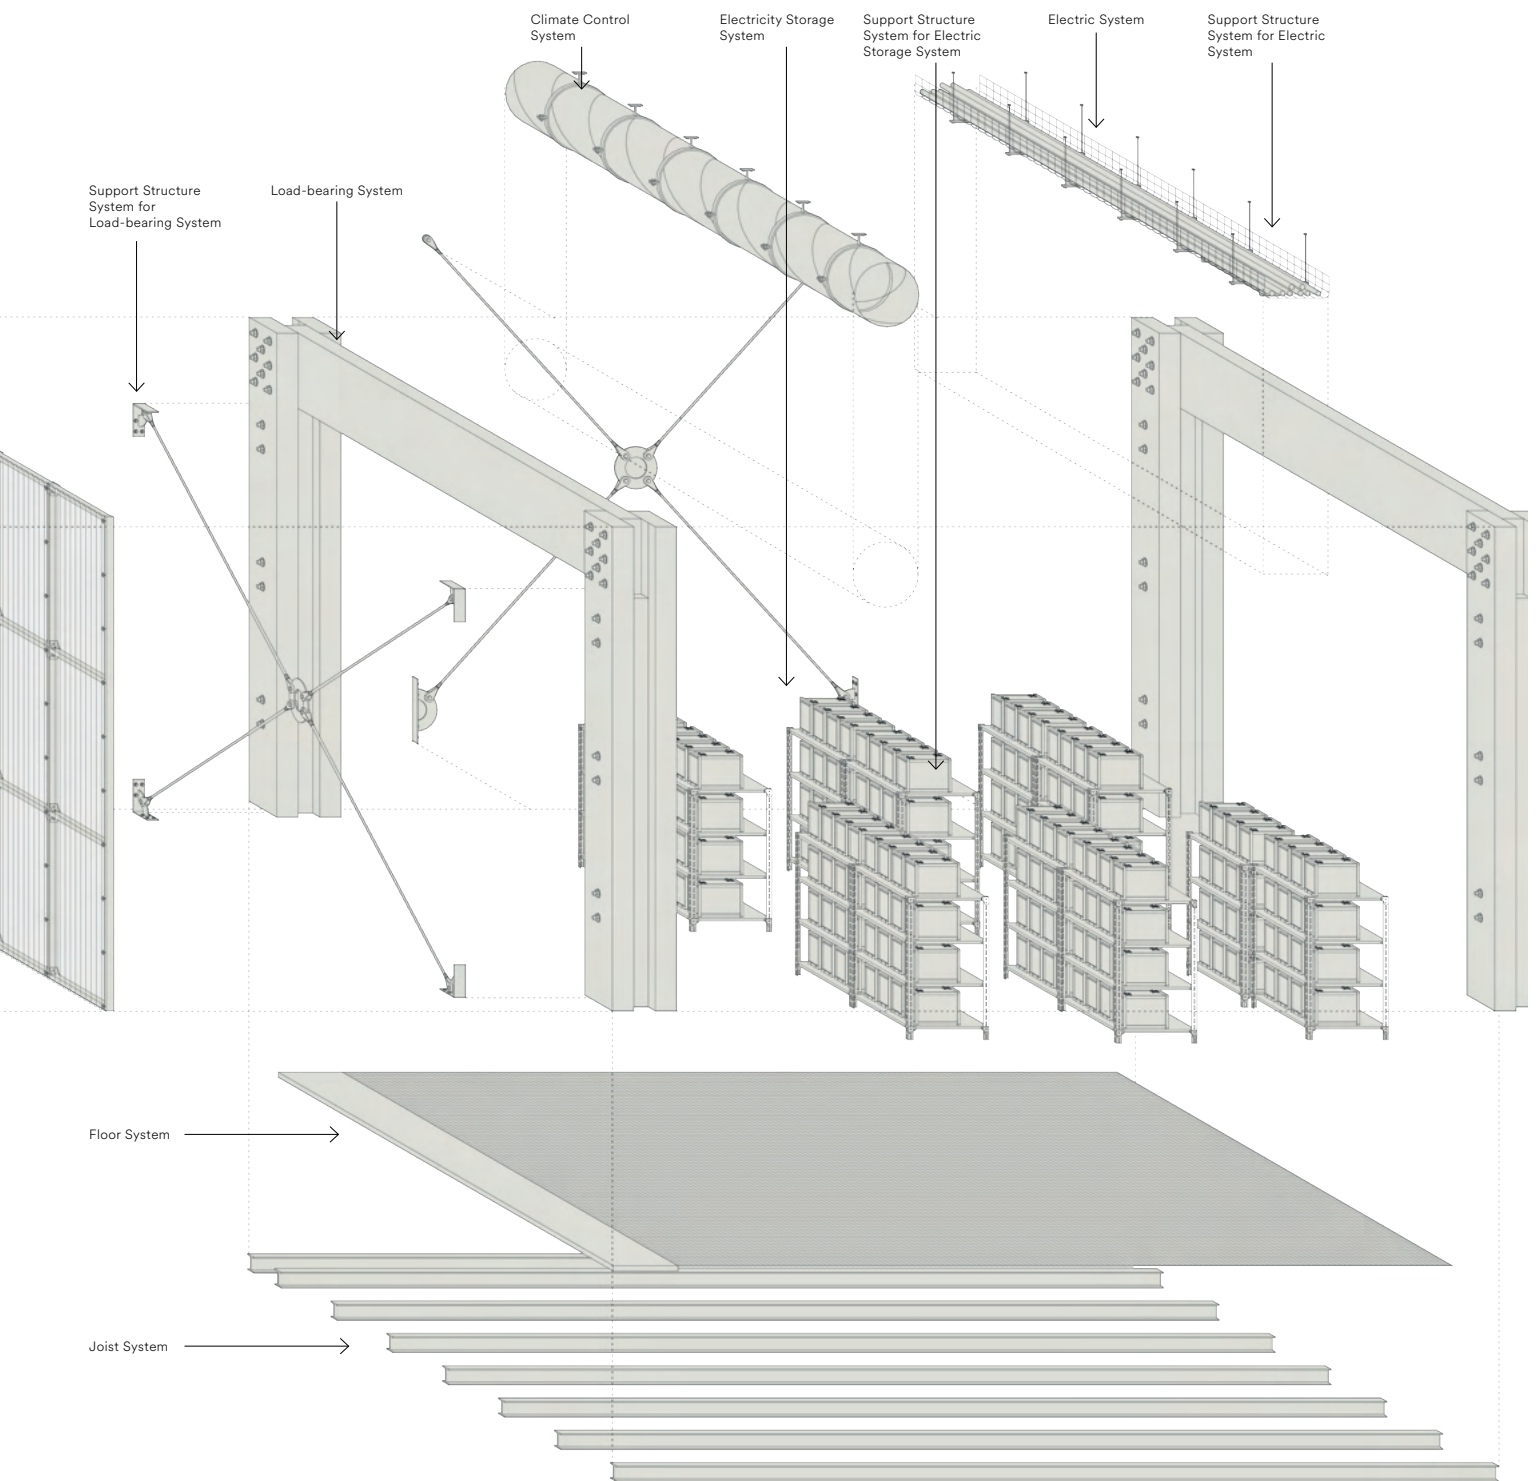 Climate Control
System
Electricity Storage
System
Support Structure
System for Electric
Storage System
Electric System
Support Structure
System for Electric
System
Support Structure
System for
Load-bearing System
Load-bearing System
Floor System
Joist System